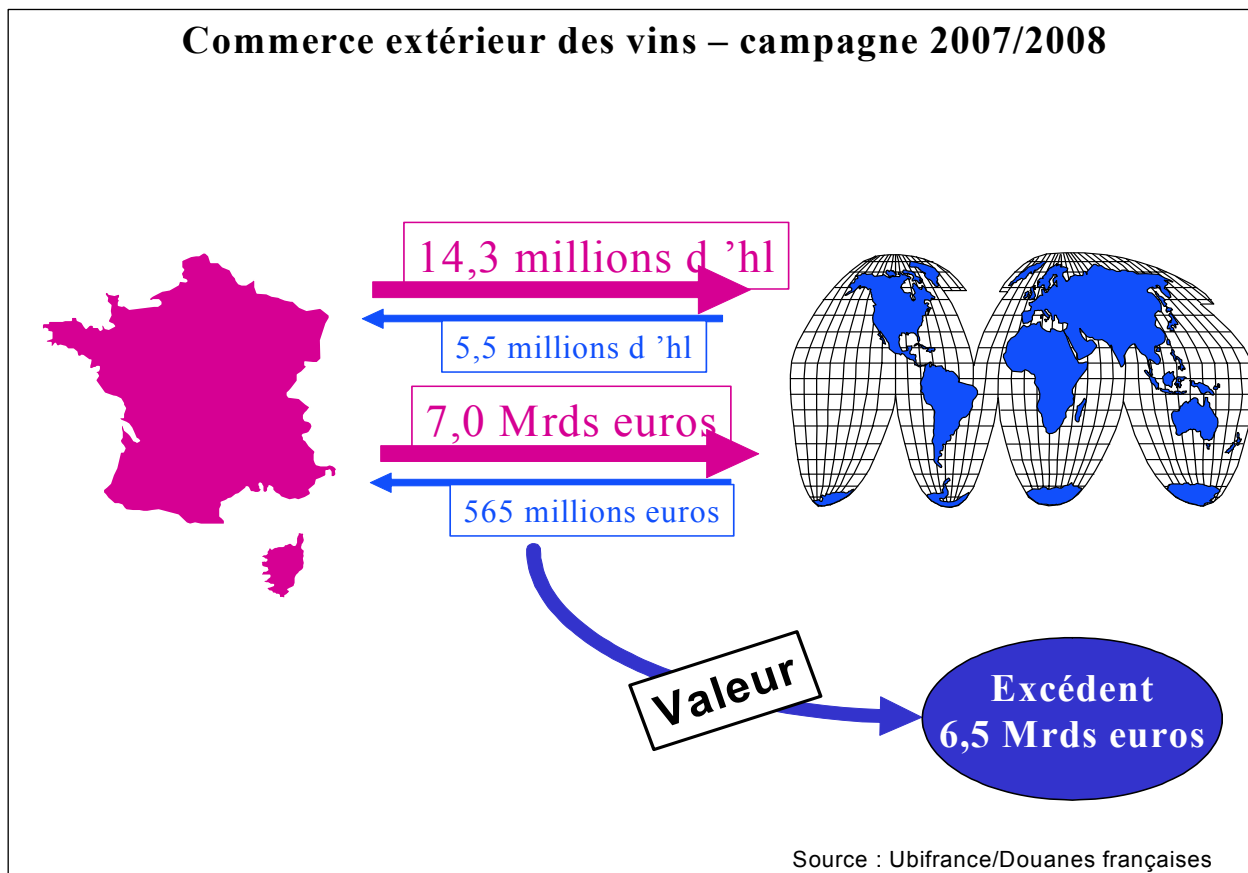 Commerce extérieur des vins – campagne 2007/2008
14,3 millions d ’hl
5,5 millions d ’hl
7,0 Mrds euros
565 millions euros
Valeur
Excédent
6,5 Mrds euros
Source : Ubifrance/Douanes françaises